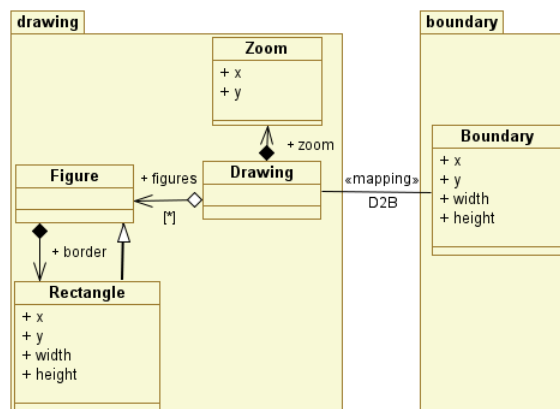 drawing
boundary
Zoom
+ x
+ y
+ zoom
Boundary
+ x
+ y
+ width
+ height
Figure
+ figures
[*]
Drawing
«mapping»
D2B
+ border
Rectangle
+ x
+ y
+ width
+ height